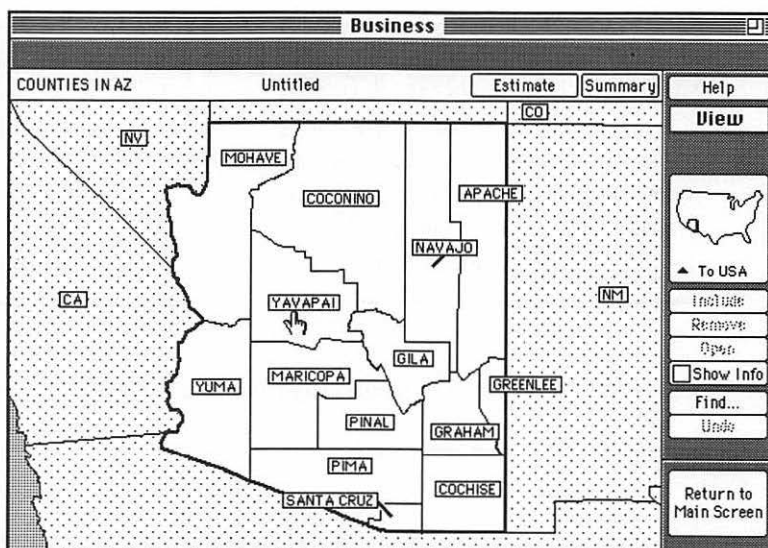 Business
COUNTIES IN AZ Untitled Estimate Summary Help
View
CO
NV
MOHAVE
COCONINO
APACHE
NAVAJO
To USA
CA
NM
YAVAPAI
Include
Remove
Open
GILA
Show Info
YUMA
MARICOPA
GREENLEE
Find...
PINAL
GRAHAM
Undo
PIMA
COCHISE
SANTA CRUZ
Return to
Main Screen